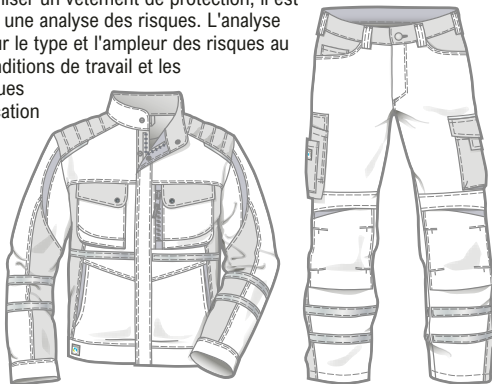 iser un vêtement de protection, il est
une analyse des risques. L'analyse
ur le type et l'ampleur des risques au
nditions de travail et les
ues
ation